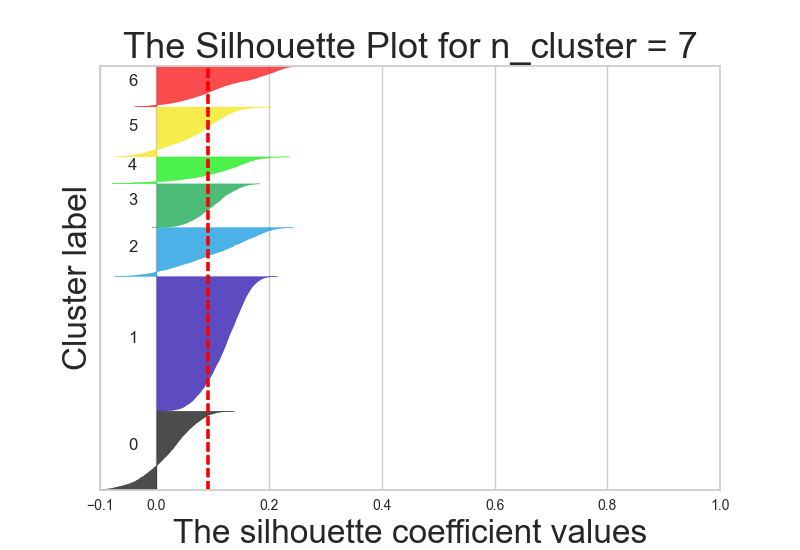 The Silhouette Plot for n_cluster = 7
Cluster label
6
5
4
3
2
1
0
−0.1 0.0 0.2 0.4 0.6 0.8 1.0
The silhouette coefficient values